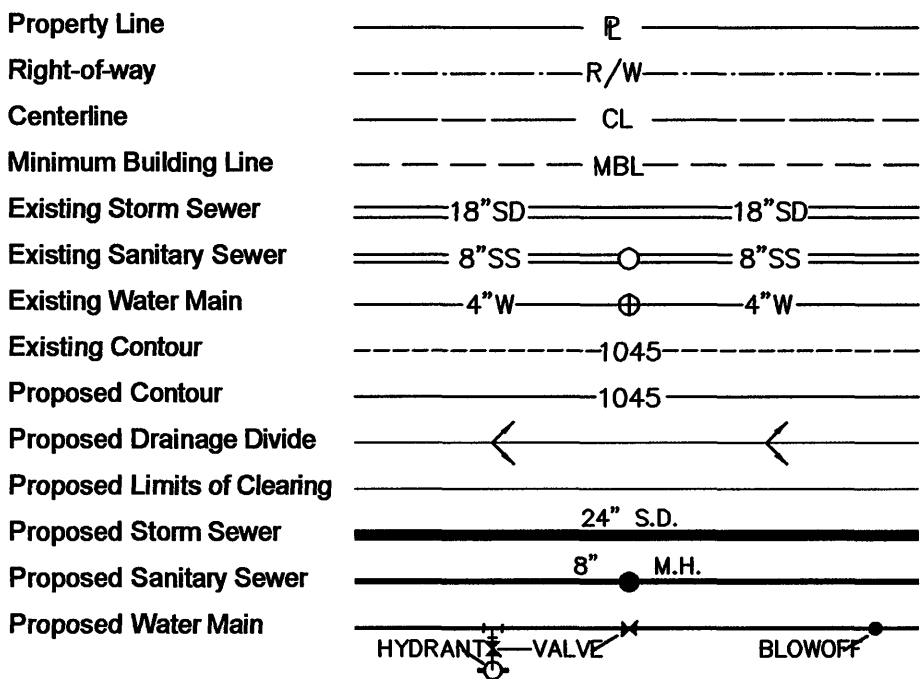 Property Line ℄
Right-of-way R/W
Centerline CL
Minimum Building Line MBL
Existing Storm Sewer 18"SD 18"SD
Existing Sanitary Sewer 8"SS 8"SS
Existing Water Main 4"W 4"W
Existing Contour 1045
Proposed Contour 1045
Proposed Drainage Divide
Proposed Limits of Clearing
Proposed Storm Sewer 24" S.D.
Proposed Sanitary Sewer 8" M.H.
Proposed Water Main
HYDRANT VALVE BLOWOFF